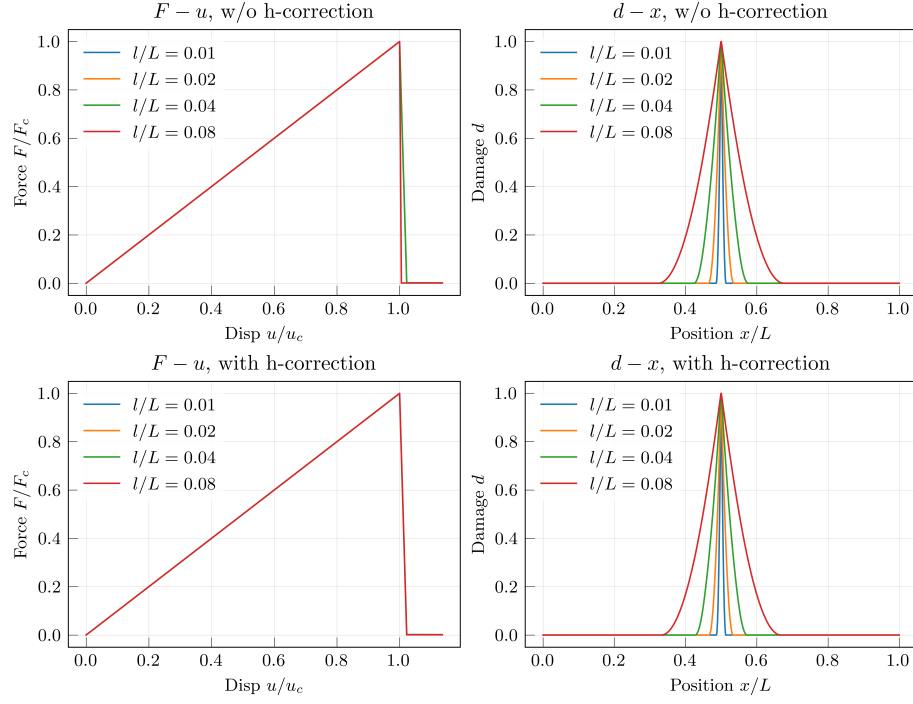 F − u, w/o h-correction
1.0
0.8
0.6
0.4
0.2
0.0
Force F/F_c
l/L = 0.01
l/L = 0.02
l/L = 0.04
l/L = 0.08
0.0 0.2 0.4 0.6 0.8 1.0
Disp u/u_c
d − x, w/o h-correction
1.0
0.8
0.6
0.4
0.2
0.0
Damage d
l/L = 0.01
l/L = 0.02
l/L = 0.04
l/L = 0.08
0.0 0.2 0.4 0.6 0.8 1.0
Position x/L
F − u, with h-correction
1.0
0.8
0.6
0.4
0.2
0.0
Force F/F_c
l/L = 0.01
l/L = 0.02
l/L = 0.04
l/L = 0.08
0.0 0.2 0.4 0.6 0.8 1.0
Disp u/u_c
d − x, with h-correction
1.0
0.8
0.6
0.4
0.2
0.0
Damage d
l/L = 0.01
l/L = 0.02
l/L = 0.04
l/L = 0.08
0.0 0.2 0.4 0.6 0.8 1.0
Position x/L